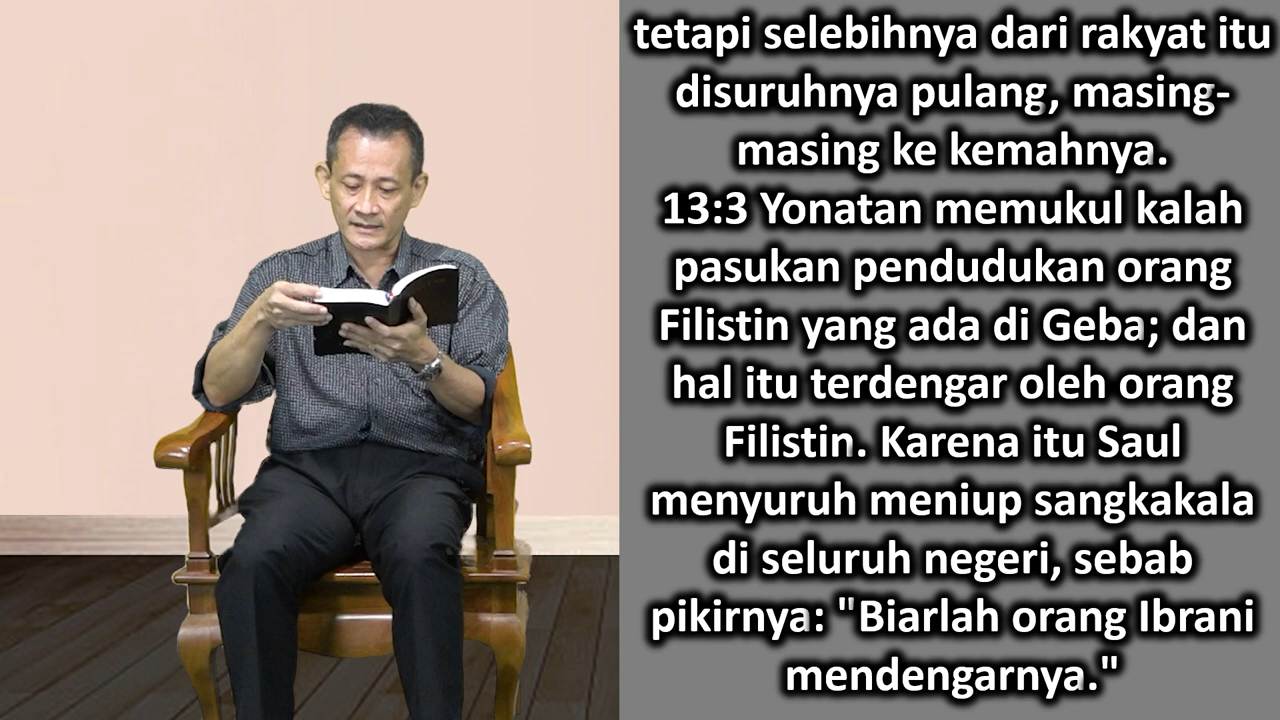 tetapi selebihnya dari rakyat itu
disuruhnya pulang, masing-
masing ke kemahnya.
13:3 Yonatan memukul kalah
pasukan pendudukan orang
Filistin yang ada di Geba; dan
hal itu terdengar oleh orang
Filistin. Karena itu Saul
menyuruh meniup sangkakala
di seluruh negeri, sebab
pikirnya: "Biarlah orang Ibrani
mendengarnya."